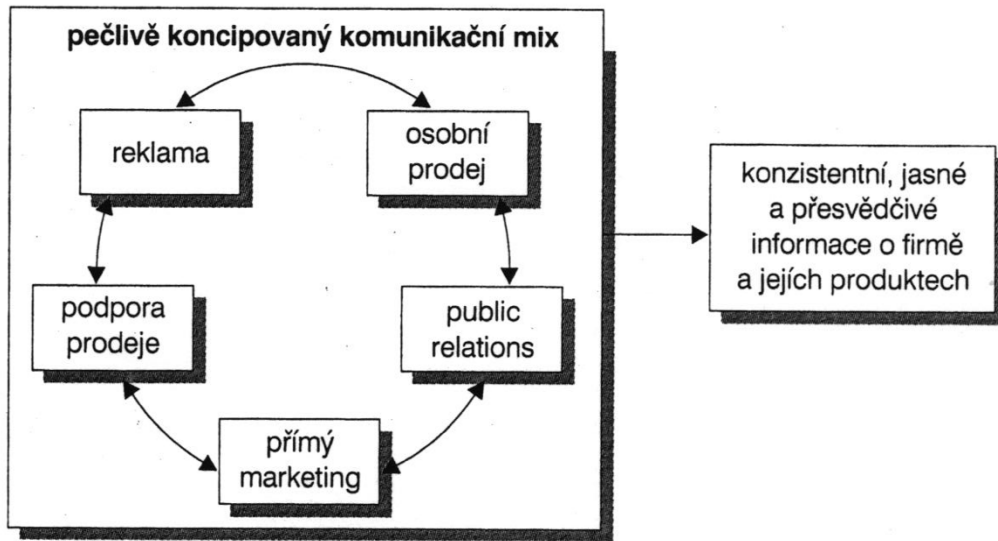 pečlivě koncipovaný komunikační mix
reklama
osobní
prodej
podpora
prodeje
public
relations
přímý
marketing
konzistentní, jasné
a přesvědčivé
informace o firmě
a jejích produktech